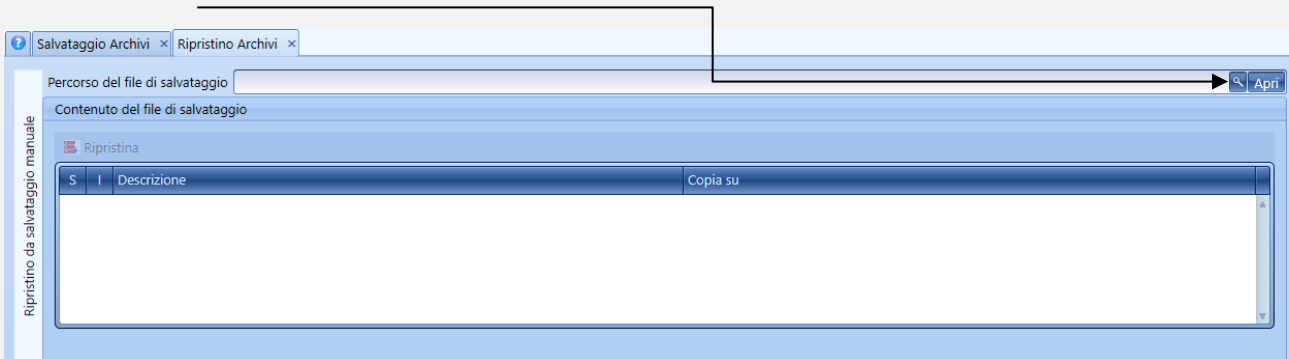 Salvataggio Archivi × Ripristino Archivi ×
Percorso del file di salvataggio Apri
Contenuto del file di salvataggio
Ripristina
S I Descrizione Copia su
Ripristino da salvataggio manuale